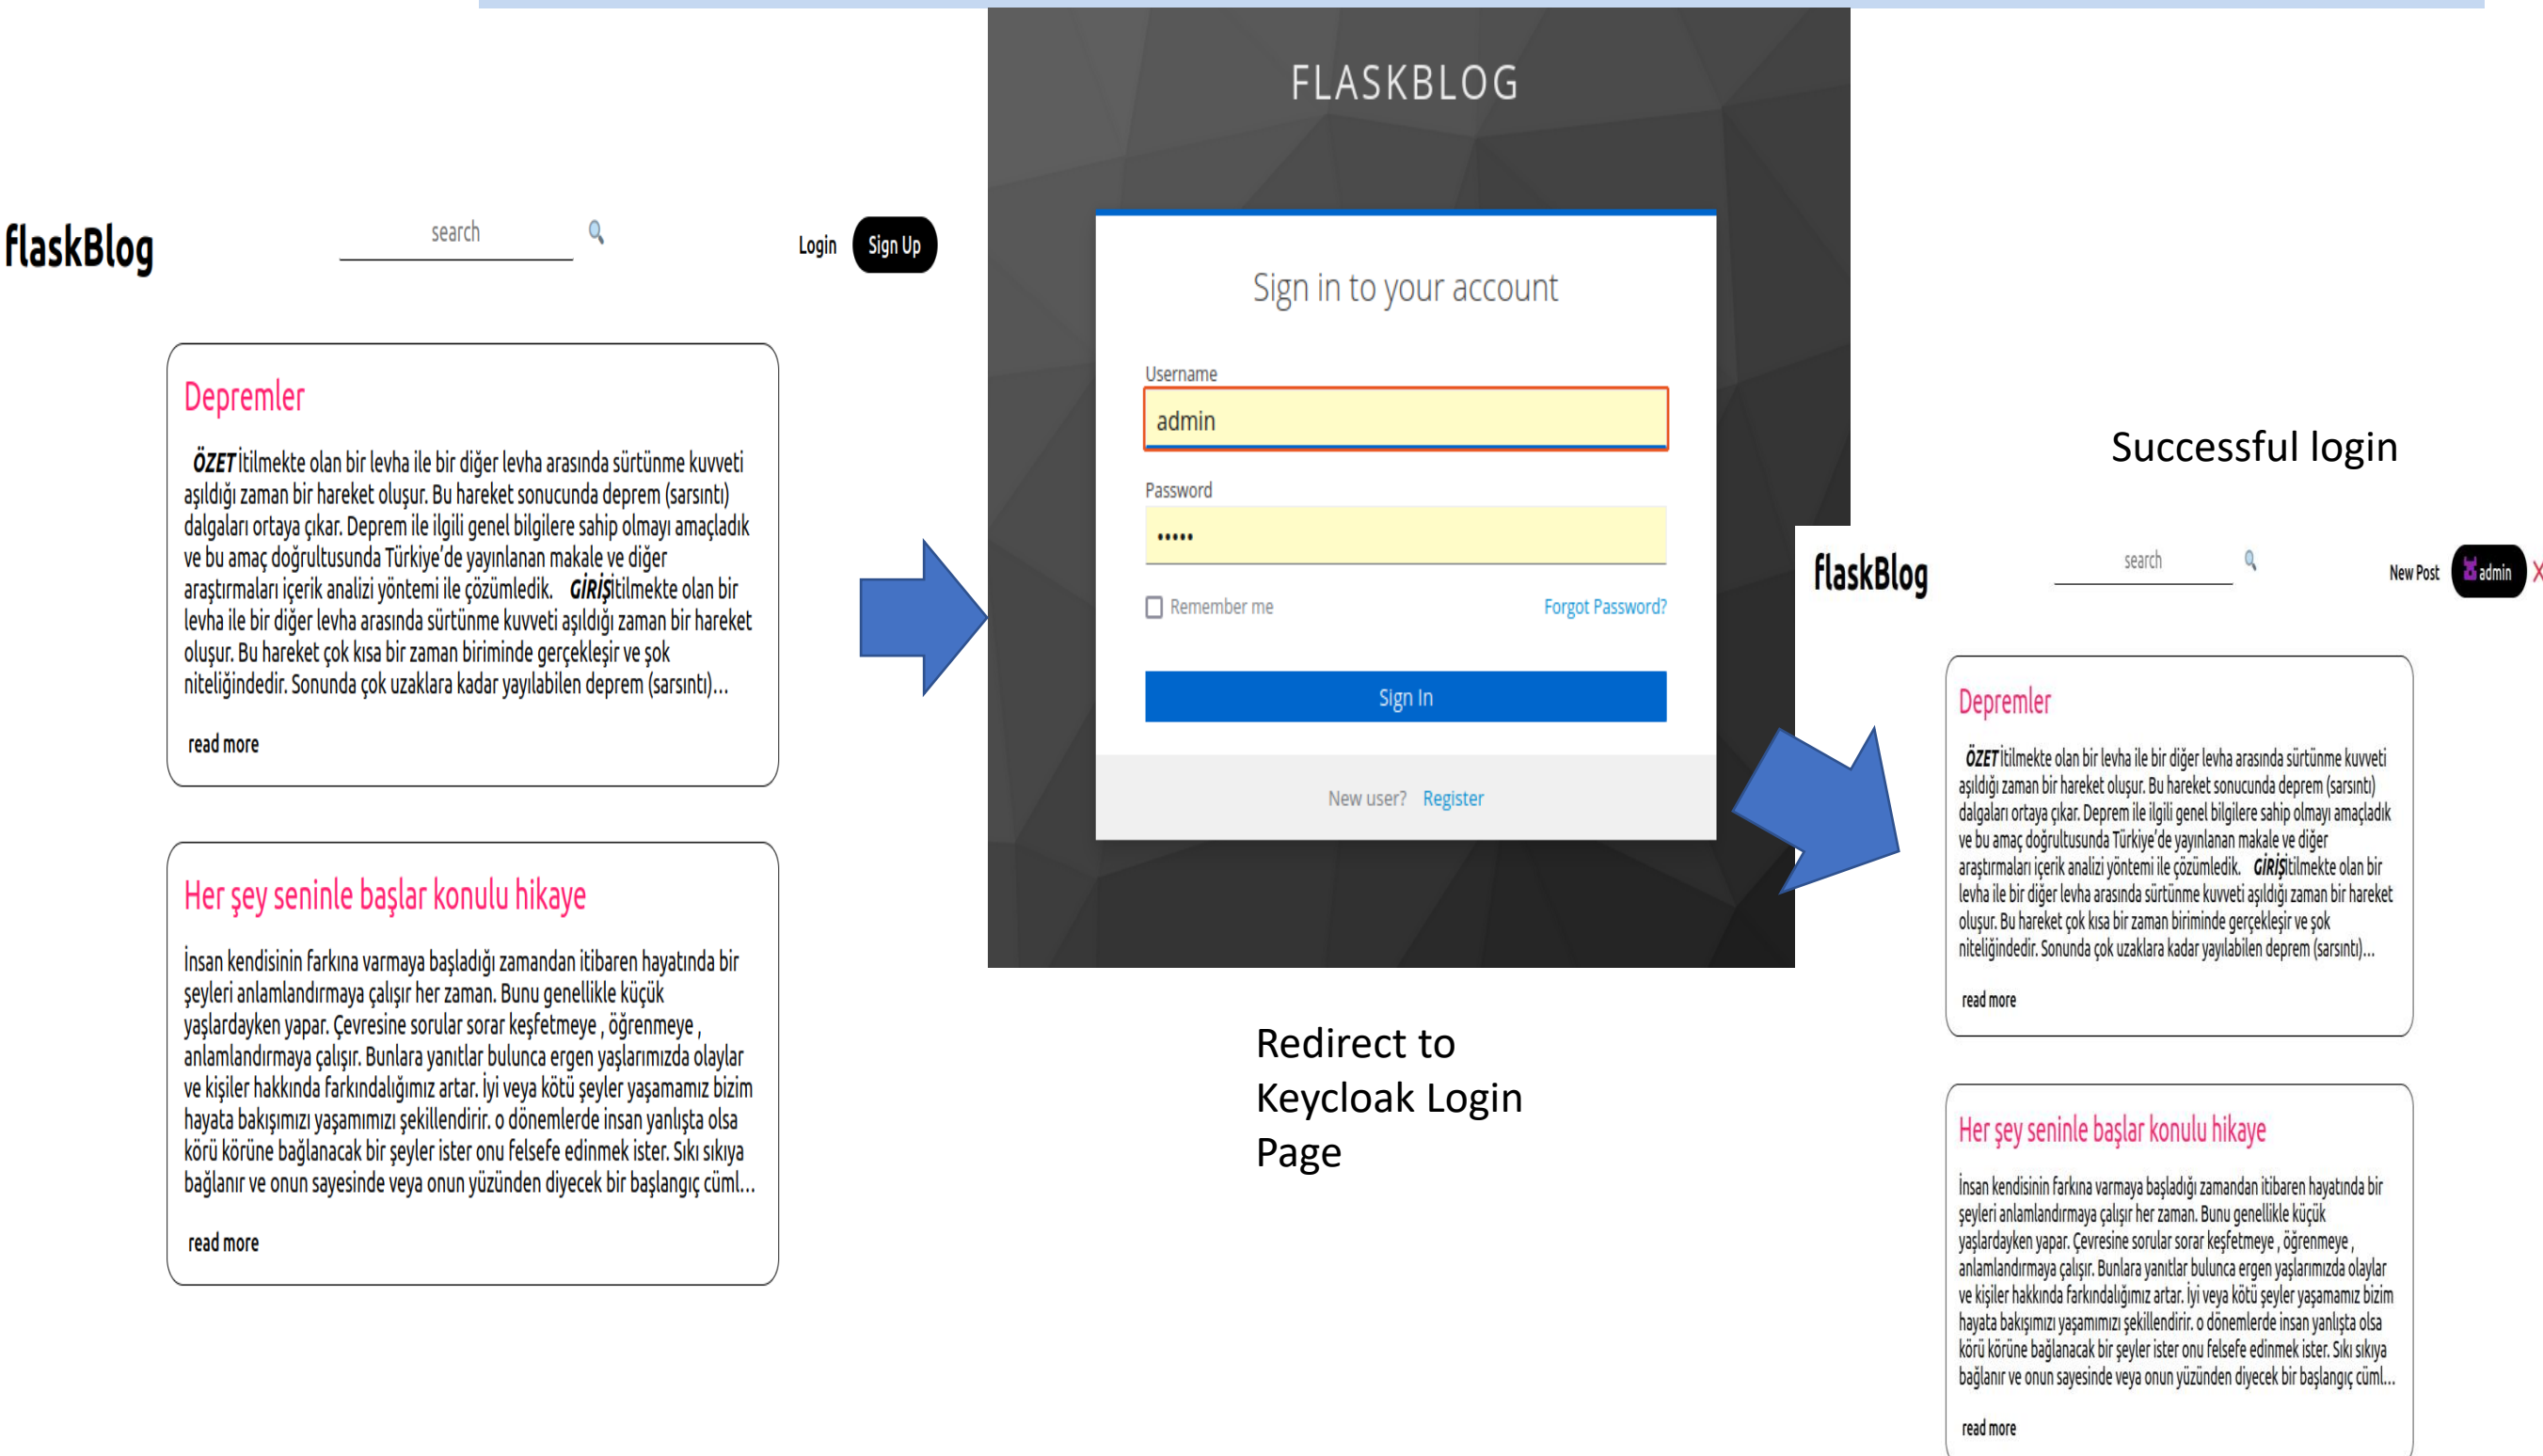 flaskBlog
search
Login
Sign Up
Depremler
ÖZET İtilmekte olan bir levha ile bir diğer levha arasında sürtünme kuvveti
aşıldığı zaman bir hareket oluşur. Bu hareket sonucunda deprem (sarsıntı)
dalgaları ortaya çıkar. Deprem ile ilgili genel bilgilere sahip olmayı amaçladık
ve bu amaç doğrultusunda Türkiye’de yayınlanan makale ve diğer
araştırmaları içerik analizi yöntemi ile çözümledik. GİRİŞİtilmekte olan bir
levha ile bir diğer levha arasında sürtünme kuvveti aşıldığı zaman bir hareket
oluşur. Bu hareket çok kısa bir zaman biriminde gerçekleşir ve şok
niteliğindedir. Sonunda çok uzaklara kadar yayılabilen deprem (sarsıntı)...
read more
Her şey seninle başlar konulu hikaye
İnsan kendisinin farkına varmaya başladığı zamandan itibaren hayatında bir
şeyleri anlamlandırmaya çalışır her zaman. Bunu genellikle küçük
yaşlardayken yapar. Çevresine sorular sorar keşfetmeye , öğrenmeye ,
anlamlandırmaya çalışır. Bunlara yanıtlar bulunca ergen yaşlarımızda olaylar
ve kişiler hakkında farkındalığımız artar. İyi veya kötü şeyler yaşamamız bizim
hayata bakışımızı yaşamımızı şekillendirir. o dönemlerde insan yanlışta olsa
körü körüne bağlanacak bir şeyler ister onu felsefe edinmek ister. Sıkı sıkıya
bağlanır ve onun sayesinde veya onun yüzünden diyecek bir başlangıç cüml...
read more
FLASKBLOG
Sign in to your account
Username
admin
Password
•••••
Remember me
Forgot Password?
Sign In
New user? Register
Redirect to
Keycloak Login
Page
Successful login
flaskBlog
search
New Post
admin
Depremler
ÖZET İtilmekte olan bir levha ile bir diğer levha arasında sürtünme kuvveti
aşıldığı zaman bir hareket oluşur. Bu hareket sonucunda deprem (sarsıntı)
dalgaları ortaya çıkar. Deprem ile ilgili genel bilgilere sahip olmayı amaçladık
ve bu amaç doğrultusunda Türkiye’de yayınlanan makale ve diğer
araştırmaları içerik analizi yöntemi ile çözümledik. GİRİŞİtilmekte olan bir
levha ile bir diğer levha arasında sürtünme kuvveti aşıldığı zaman bir hareket
oluşur. Bu hareket çok kısa bir zaman biriminde gerçekleşir ve şok
niteliğindedir. Sonunda çok uzaklara kadar yayılabilen deprem (sarsıntı)...
read more
Her şey seninle başlar konulu hikaye
İnsan kendisinin farkına varmaya başladığı zamandan itibaren hayatında bir
şeyleri anlamlandırmaya çalışır her zaman. Bunu genellikle küçük
yaşlardayken yapar. Çevresine sorular sorar keşfetmeye , öğrenmeye ,
anlamlandırmaya çalışır. Bunlara yanıtlar bulunca ergen yaşlarımızda olaylar
ve kişiler hakkında farkındalığımız artar. İyi veya kötü şeyler yaşamamız bizim
hayata bakışımızı yaşamımızı şekillendirir. o dönemlerde insan yanlışta olsa
körü körüne bağlanacak bir şeyler ister onu felsefe edinmek ister. Sıkı sıkıya
bağlanır ve onun sayesinde veya onun yüzünden diyecek bir başlangıç cüml...
read more